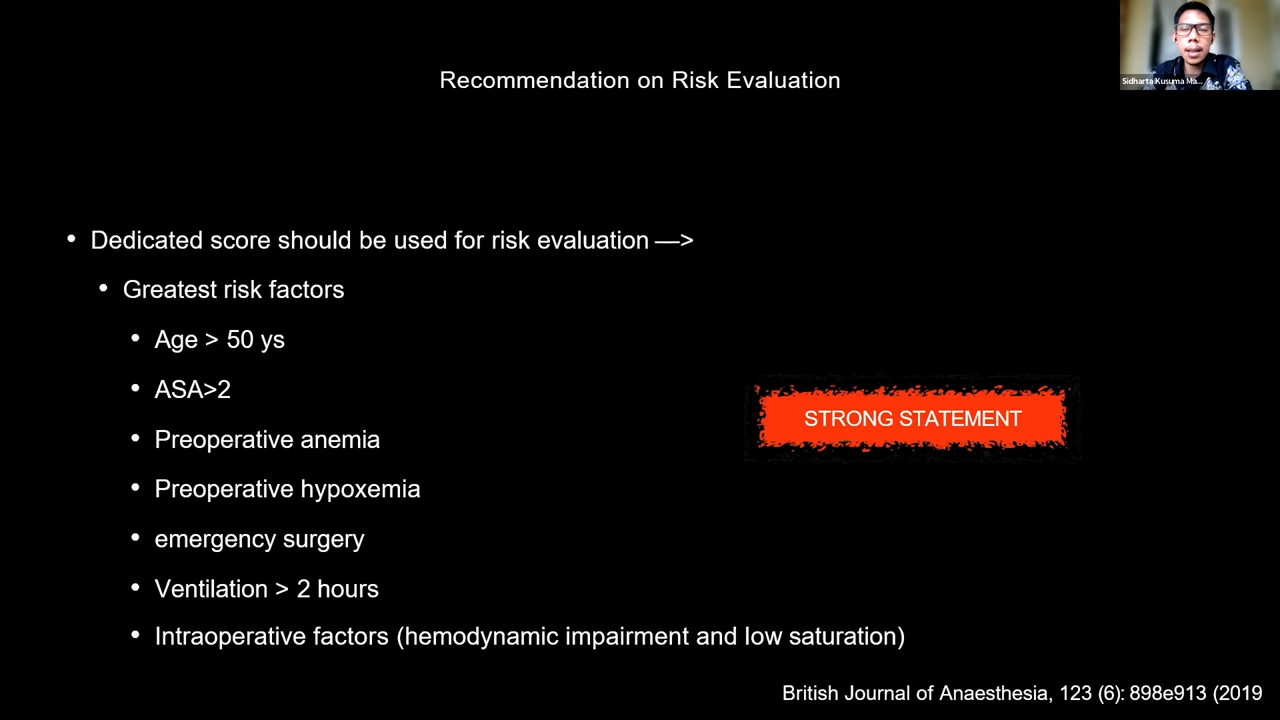 Sidharta Kusuma Ma...
Recommendation on Risk Evaluation
• Dedicated score should be used for risk evaluation —>
• Greatest risk factors
• Age > 50 ys
• ASA>2
• Preoperative anemia
• Preoperative hypoxemia
• emergency surgery
• Ventilation > 2 hours
• Intraoperative factors (hemodynamic impairment and low saturation)
STRONG STATEMENT
British Journal of Anaesthesia, 123 (6): 898e913 (2019